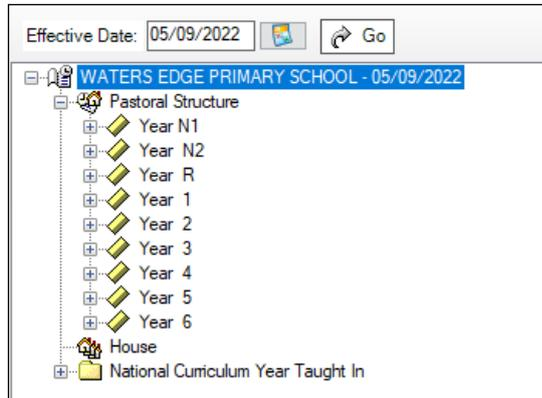 Effective Date: 05/09/2022 Go
WATERS EDGE PRIMARY SCHOOL - 05/09/2022
Pastoral Structure
Year N1
Year N2
Year R
Year 1
Year 2
Year 3
Year 4
Year 5
Year 6
House
National Curriculum Year Taught In